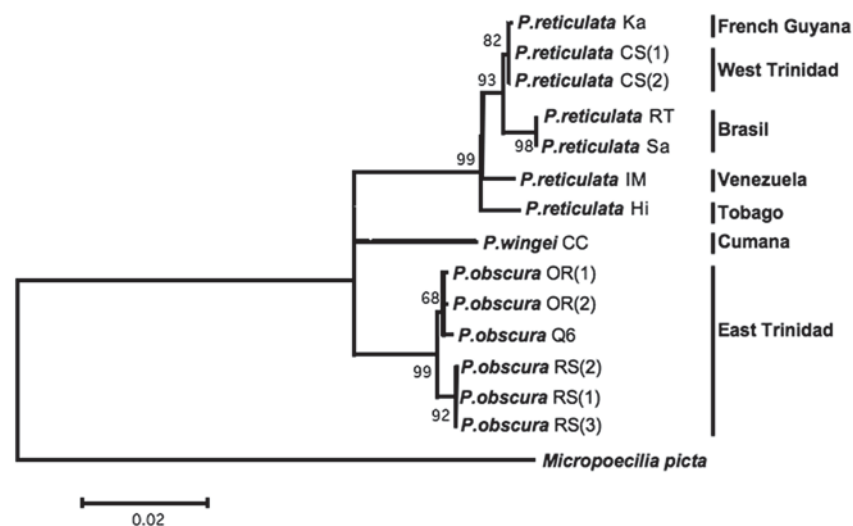 P.reticulata Ka
French Guyana
82
P.reticulata CS(1)
West Trinidad
P.reticulata CS(2)
93
P.reticulata RT
Brasil
98
P.reticulata Sa
99
P.reticulata IM
Venezuela
P.reticulata Hi
Tobago
P.wingei CC
Cumana
P.obscura OR(1)
68
P.obscura OR(2)
East Trinidad
P.obscura Q6
P.obscura RS(2)
99
P.obscura RS(1)
92
P.obscura RS(3)
Micropoecilia picta
0.02